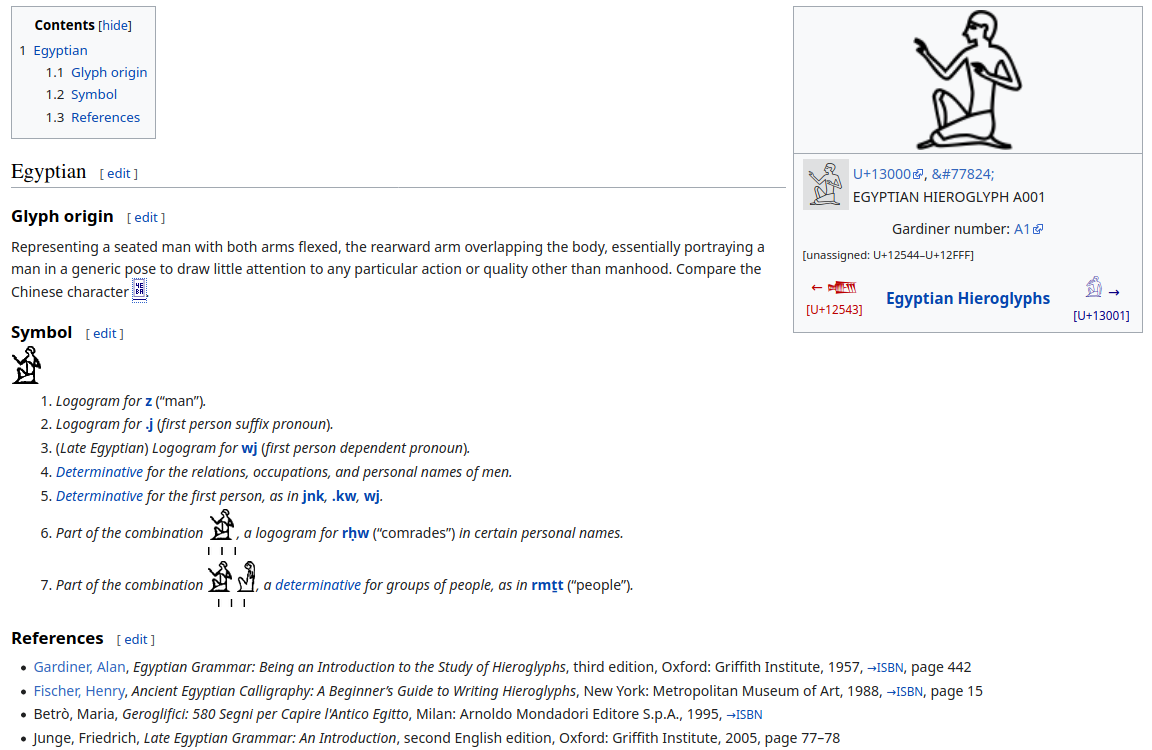 Contents [hide]
1 Egyptian
1.1 Glyph origin
1.2 Symbol
1.3 References
𓀀
U+13000, &#77824;
EGYPTIAN HIEROGLYPH A001
Gardiner number: A1
[unassigned: U+12544–U+12FFF]
←
[U+12543]
Egyptian Hieroglyphs
𓀁 →
[U+13001]
Egyptian [ edit ]
Glyph origin [ edit ]
Representing a seated man with both arms flexed, the rearward arm overlapping the body, essentially portraying a
man in a generic pose to draw little attention to any particular action or quality other than manhood. Compare the
Chinese character 4EBA.
Symbol [ edit ]
𓀀
1. Logogram for z (“man”).
2. Logogram for .j (first person suffix pronoun).
3. (Late Egyptian) Logogram for wj (first person dependent pronoun).
4. Determinative for the relations, occupations, and personal names of men.
5. Determinative for the first person, as in jnk, .kw, wj.
6. Part of the combination 𓀀𓏥, a logogram for rḥw (“comrades”) in certain personal names.
7. Part of the combination 𓀀𓁐𓏥, a determinative for groups of people, as in rmṯt (“people”).
References [ edit ]
• Gardiner, Alan, Egyptian Grammar: Being an Introduction to the Study of Hieroglyphs, third edition, Oxford: Griffith Institute, 1957, →ISBN, page 442
• Fischer, Henry, Ancient Egyptian Calligraphy: A Beginner’s Guide to Writing Hieroglyphs, New York: Metropolitan Museum of Art, 1988, →ISBN, page 15
• Betrò, Maria, Geroglifici: 580 Segni per Capire l'Antico Egitto, Milan: Arnoldo Mondadori Editore S.p.A., 1995, →ISBN
• Junge, Friedrich, Late Egyptian Grammar: An Introduction, second English edition, Oxford: Griffith Institute, 2005, page 77–78